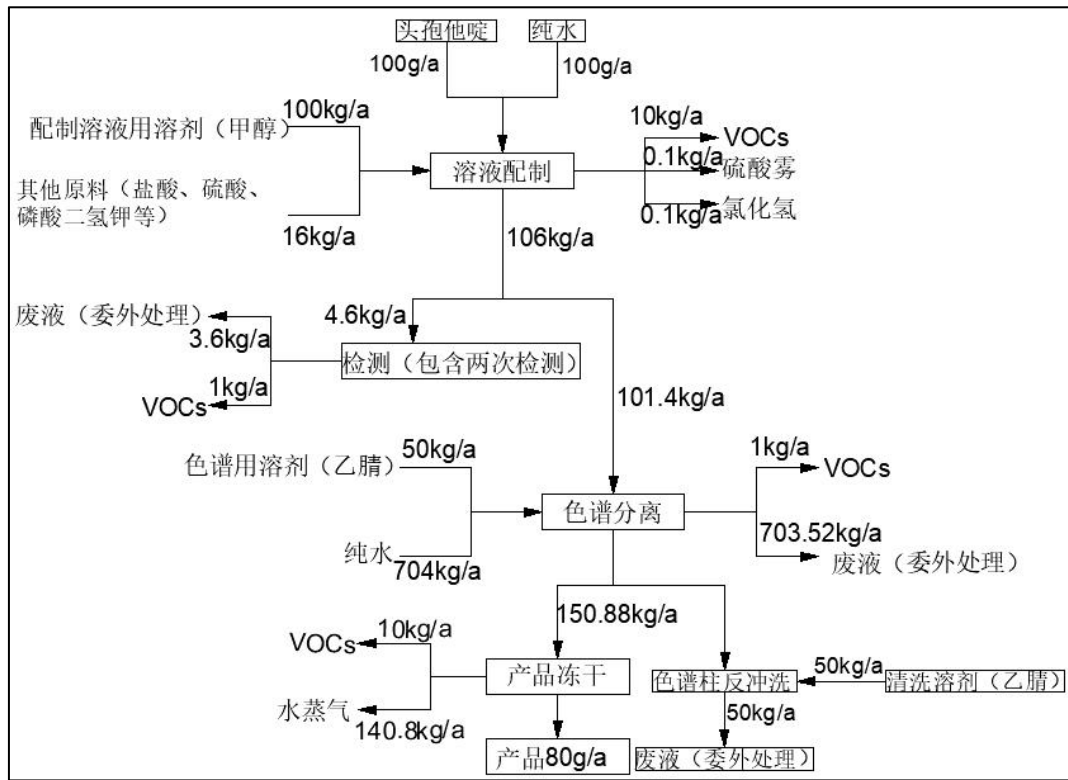 头孢他啶
纯水
100g/a
100g/a
100kg/a
配制溶液用溶剂（甲醇）
10kg/a
VOCs
溶液配制
0.1kg/a
硫酸雾
其他原料（盐酸、硫酸、
磷酸二氢钾等）
0.1kg/a
氯化氢
16kg/a
106kg/a
废液（委外处理）
4.6kg/a
3.6kg/a
检测（包含两次检测）
1kg/a
VOCs
101.4kg/a
50kg/a
色谱用溶剂（乙腈）
1kg/a
VOCs
色谱分离
703.52kg/a
纯水
704kg/a
废液（委外处理）
150.88kg/a
VOCs
10kg/a
50kg/a
产品冻干
色谱柱反冲洗
清洗溶剂（乙腈）
水蒸气
140.8kg/a
50kg/a
产品80g/a
废液（委外处理）